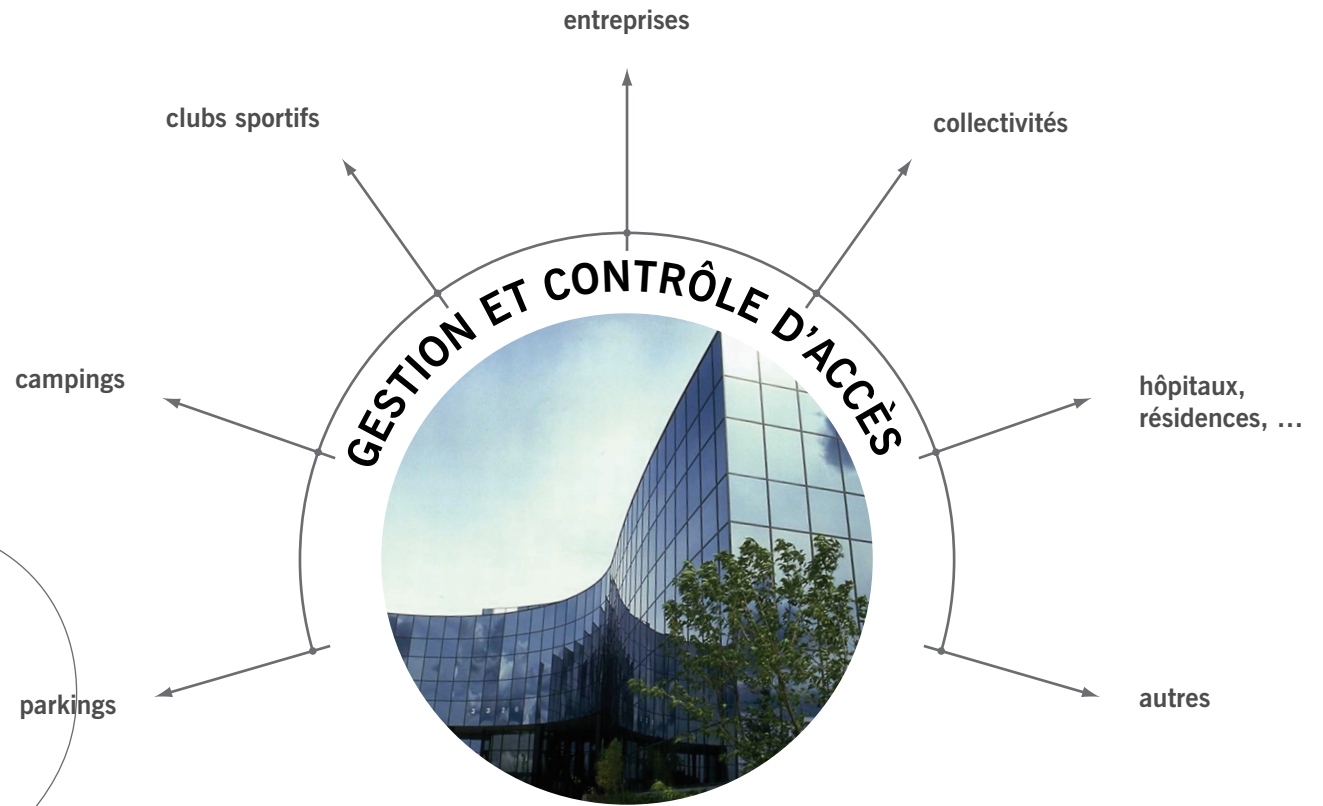 entreprises
clubs sportifs
collectivités
GESTION ET CONTRÔLE D’ACCÈS
campings
hôpitaux,
résidences, …
parkings
autres